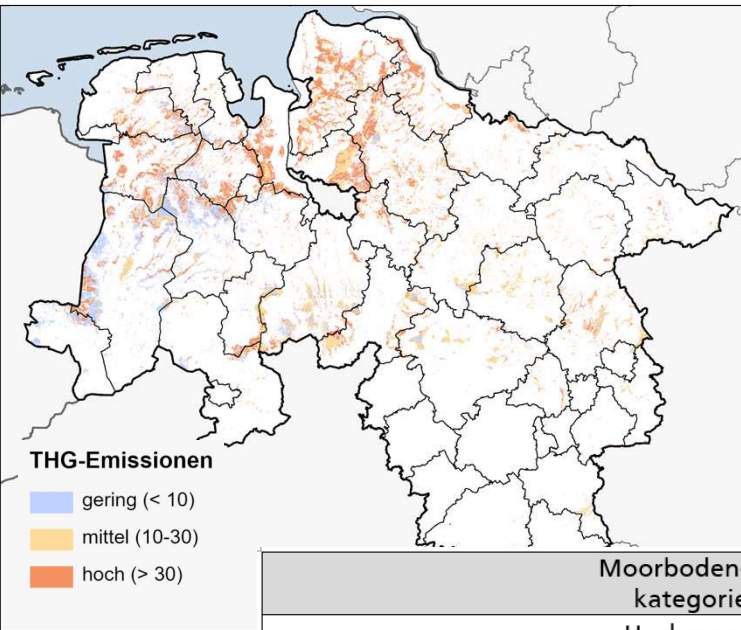 THG-Emissionen
gering (< 10)
mittel (10-30)
hoch (> 30)
Moorboden-
kategorie